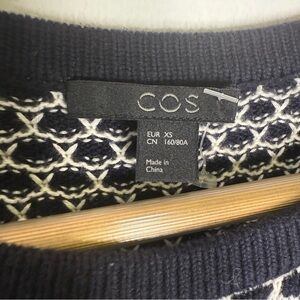 COS
EUR XS
CN 160/80A
Made in
China